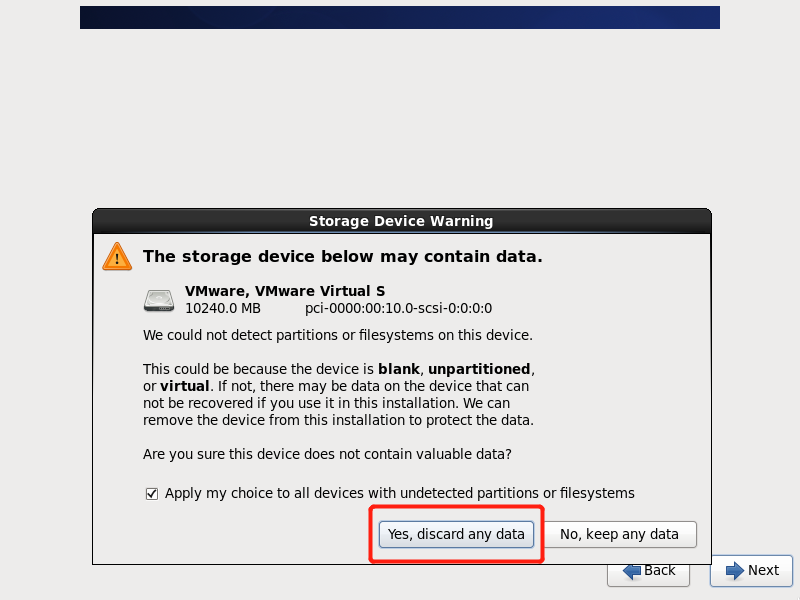 Storage Device Warning
The storage device below may contain data.
VMware, VMware Virtual S
10240.0 MB pci-0000:00:10.0-scsi-0:0:0:0
We could not detect partitions or filesystems on this device.
This could be because the device is blank, unpartitioned,
or virtual. If not, there may be data on the device that can
not be recovered if you use it in this installation. We can
remove the device from this installation to protect the data.
Are you sure this device does not contain valuable data?
Apply my choice to all devices with undetected partitions or filesystems
Yes, discard any data No, keep any data
Back Next